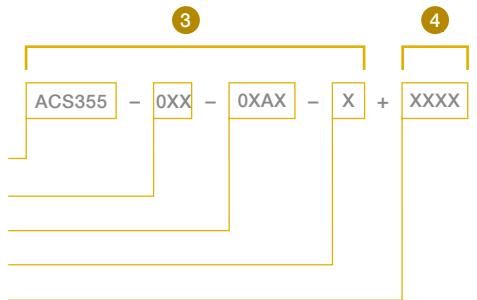 3 4
ACS355 – 0XX – 0XAX – X + XXXX